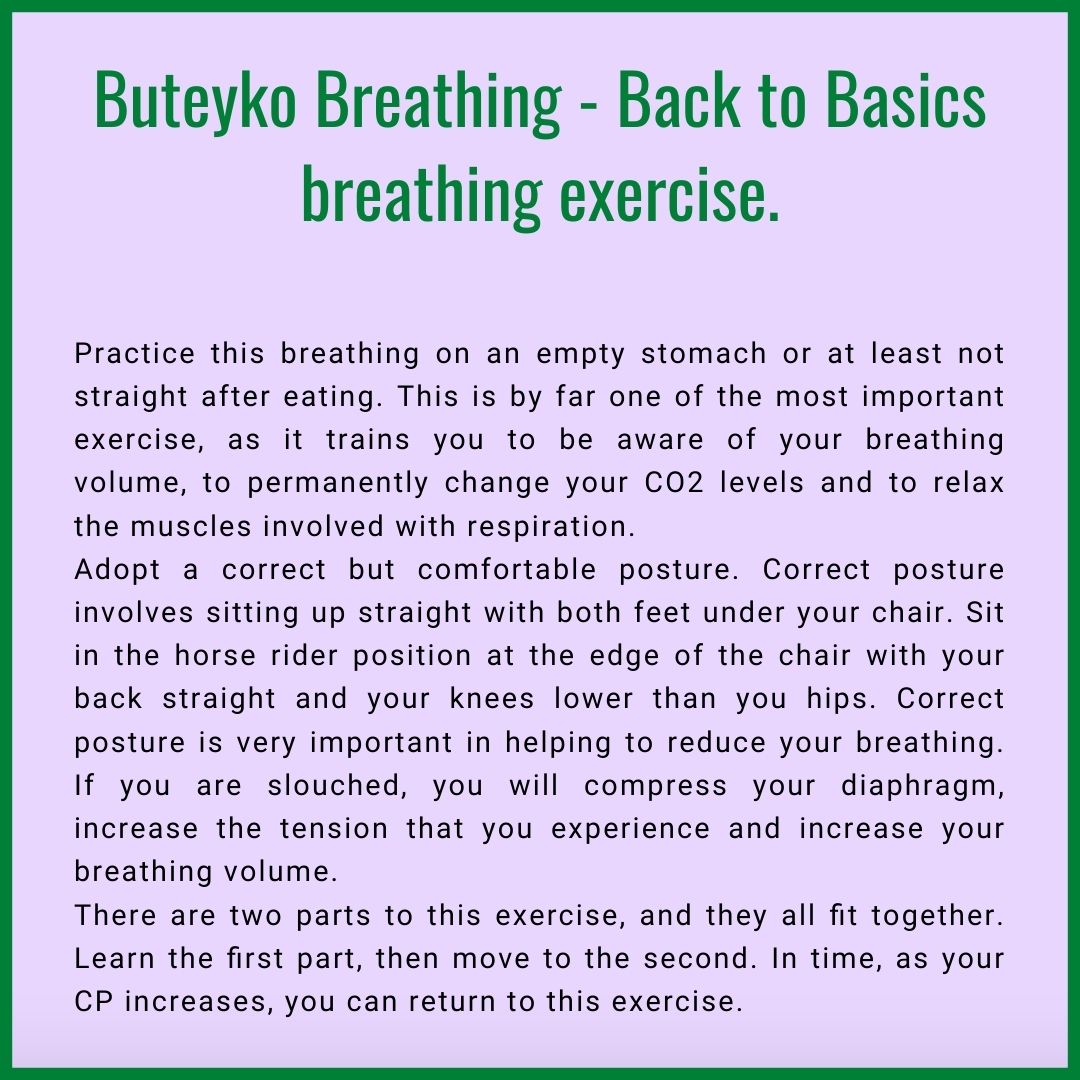 Buteyko Breathing - Back to Basics
breathing exercise.
Practice this breathing on an empty stomach or at least not
straight after eating. This is by far one of the most important
exercise, as it trains you to be aware of your breathing
volume, to permanently change your CO2 levels and to relax
the muscles involved with respiration.
Adopt a correct but comfortable posture. Correct posture
involves sitting up straight with both feet under your chair. Sit
in the horse rider position at the edge of the chair with your
back straight and your knees lower than you hips. Correct
posture is very important in helping to reduce your breathing.
If you are slouched, you will compress your diaphragm,
increase the tension that you experience and increase your
breathing volume.
There are two parts to this exercise, and they all fit together.
Learn the first part, then move to the second. In time, as your
CP increases, you can return to this exercise.